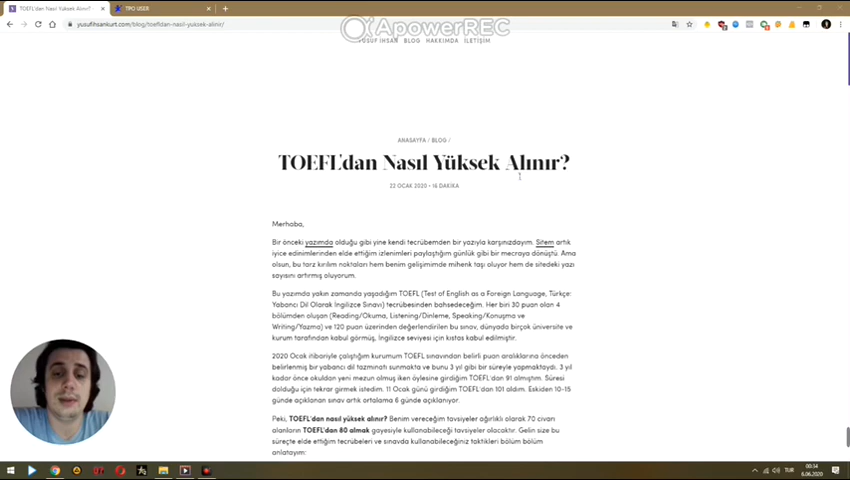 TOEFL'dan Nasıl Yüksek Alınır?
TPO USER
yusufihsankurt.com/blog/toefldan-nasil-yuksek-alinir/
ApowerREC
YUSUF İHSAN BLOG HAKKIMDA İLETİŞİM
ANASAYFA / BLOG /
TOEFL'dan Nasıl Yüksek Alınır?
22 OCAK 2020 • 16 DAKİKA
Merhaba,
Bir önceki yazımda olduğu gibi yine kendi tecrübemden bir yazıyla karşınızdayım. Sitem artık
iyice edinimlerinden elde ettiğim izlenimleri paylaştığım günlük gibi bir mecraya dönüştü. Ama
olsun, bu tarz kırılım noktaları hem benim gelişimimde mihenk taşı oluyor hem de sitedeki yazı
sayısını artırmış oluyorum.
Bu yazımda yakın zamanda yaşadığım TOEFL (Test of English as a Foreign Language, Türkçe:
Yabancı Dil Olarak İngilizce Sınavı) tecrübesinden bahsedeceğim. Her biri 30 puan olan 4
bölümden oluşan (Reading/Okuma, Listening/Dinleme, Speaking/Konuşma ve
Writing/Yazma) ve 120 puan üzerinden değerlendirilen bu sınav, dünyada birçok üniversite ve
kurum tarafından kabul görmüş, İngilizce seviyesi için kıstas kabul edilmiştir.
2020 Ocak itibariyle çalıştığım kurumum TOEFL sınavından belirli puan aralıklarına önceden
belirlenmiş bir yabancı dil tazminatı sunmakta ve bunu 3 yıl gibi bir süreyle yapmaktaydı. 3 yıl
kadar önce okuldan yeni mezun olmuş iken öylesine girdiğim TOEFL'dan 91 almıştım. Süresi
dolduğu için tekrar girmek istedim. 11 Ocak günü girdiğim TOEFL'dan 101 aldım. Eskiden 10-15
günde açıklanan sınav artık ortalama 6 günde açıklanıyor.
Peki, TOEFL'dan nasıl yüksek alınır? Benim vereceğim tavsiyeler ağırlıklı olarak 70 civarı
alanların TOEFL'dan 80 almak gayesiyle kullanabileceği tavsiyeler olacaktır. Gelin size bu
süreçte elde ettiğim tecrübeleri ve sınavda kullanabileceğiniz taktikleri bölüm bölüm
anlatayım:
TUR
00:34
6.06.2020